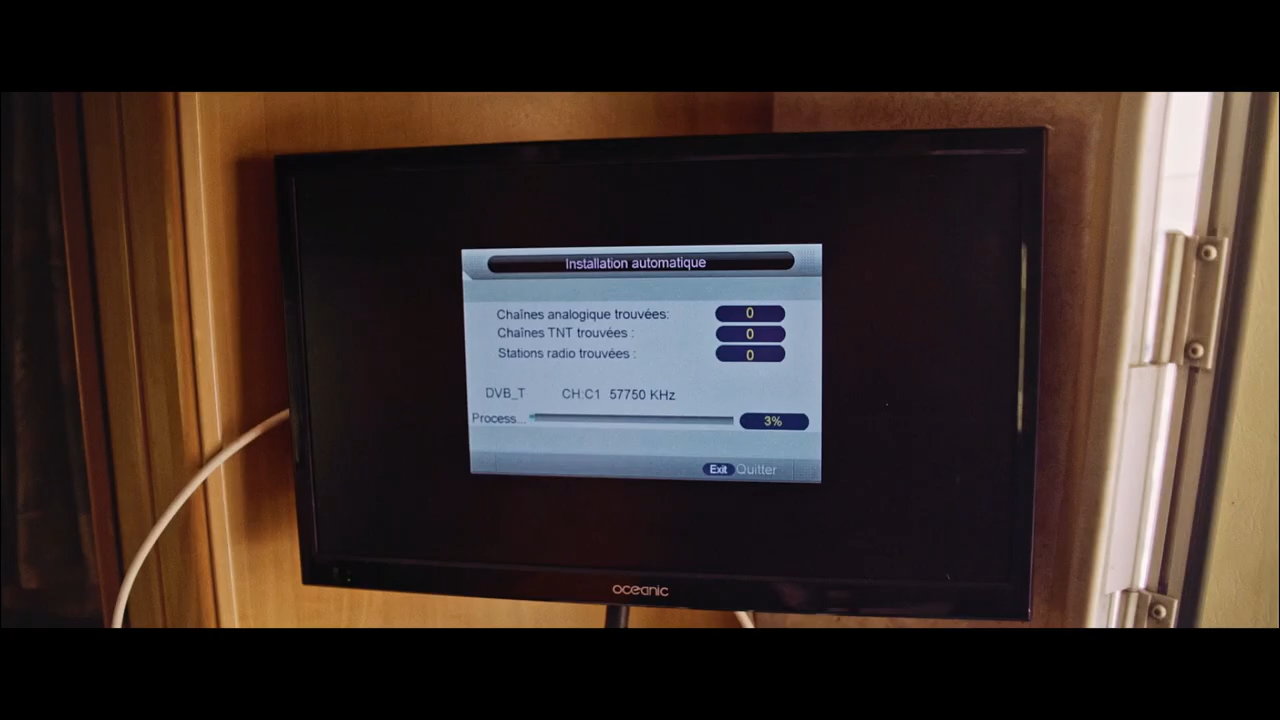 Installation automatique
Chaînes analogique trouvées: 0
Chaînes TNT trouvées : 0
Stations radio trouvées : 0
DVB_T CH:C1 57750 KHz
Process... 3%
Exit Quitter
oceanic